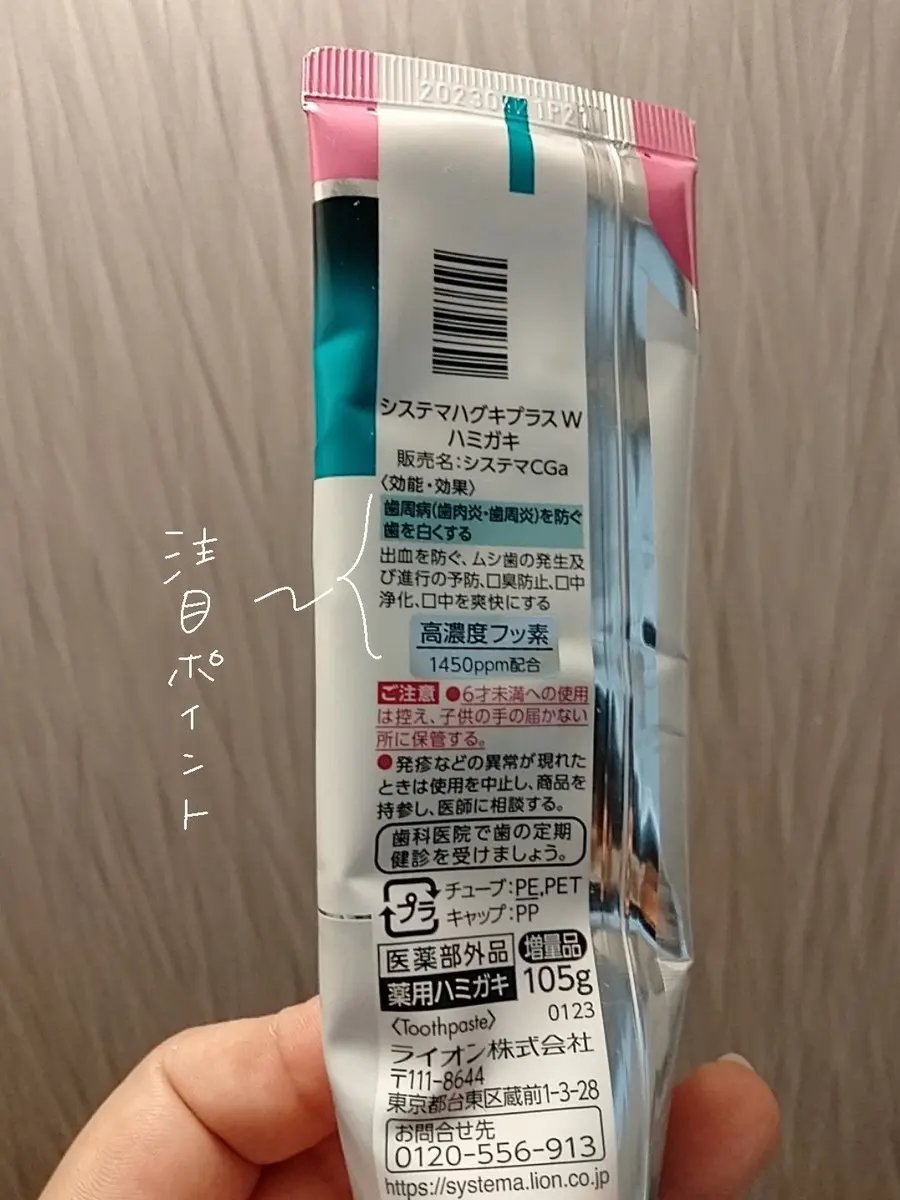 システマハグキプラスW
ハミガキ
販売名:システマCGa
〈効能・効果〉
歯周病(歯肉炎・歯周炎)を防ぐ
歯を白くする
出血を防ぐ、ムシ歯の発生及
び進行の予防、口臭防止、口中
浄化、口中を爽快にする
高濃度フッ素
1450ppm配合
ご注意 ●6才未満への使用
は控え、子供の手の届かない
所に保管する。
●発疹などの異常が現れた
ときは使用を中止し、商品を
持参し、医師に相談する。
歯科医院で歯の定期
健診を受けましょう。
プラ
チューブ:PE,PET
キャップ:PP
医薬部外品 増量品
薬用ハミガキ 105g
0123
〈Toothpaste〉
ライオン株式会社
〒111-8644
東京都台東区蔵前1-3-28
お問合せ先
0120-556-913
https://systema.lion.co.jp
注目ポイント